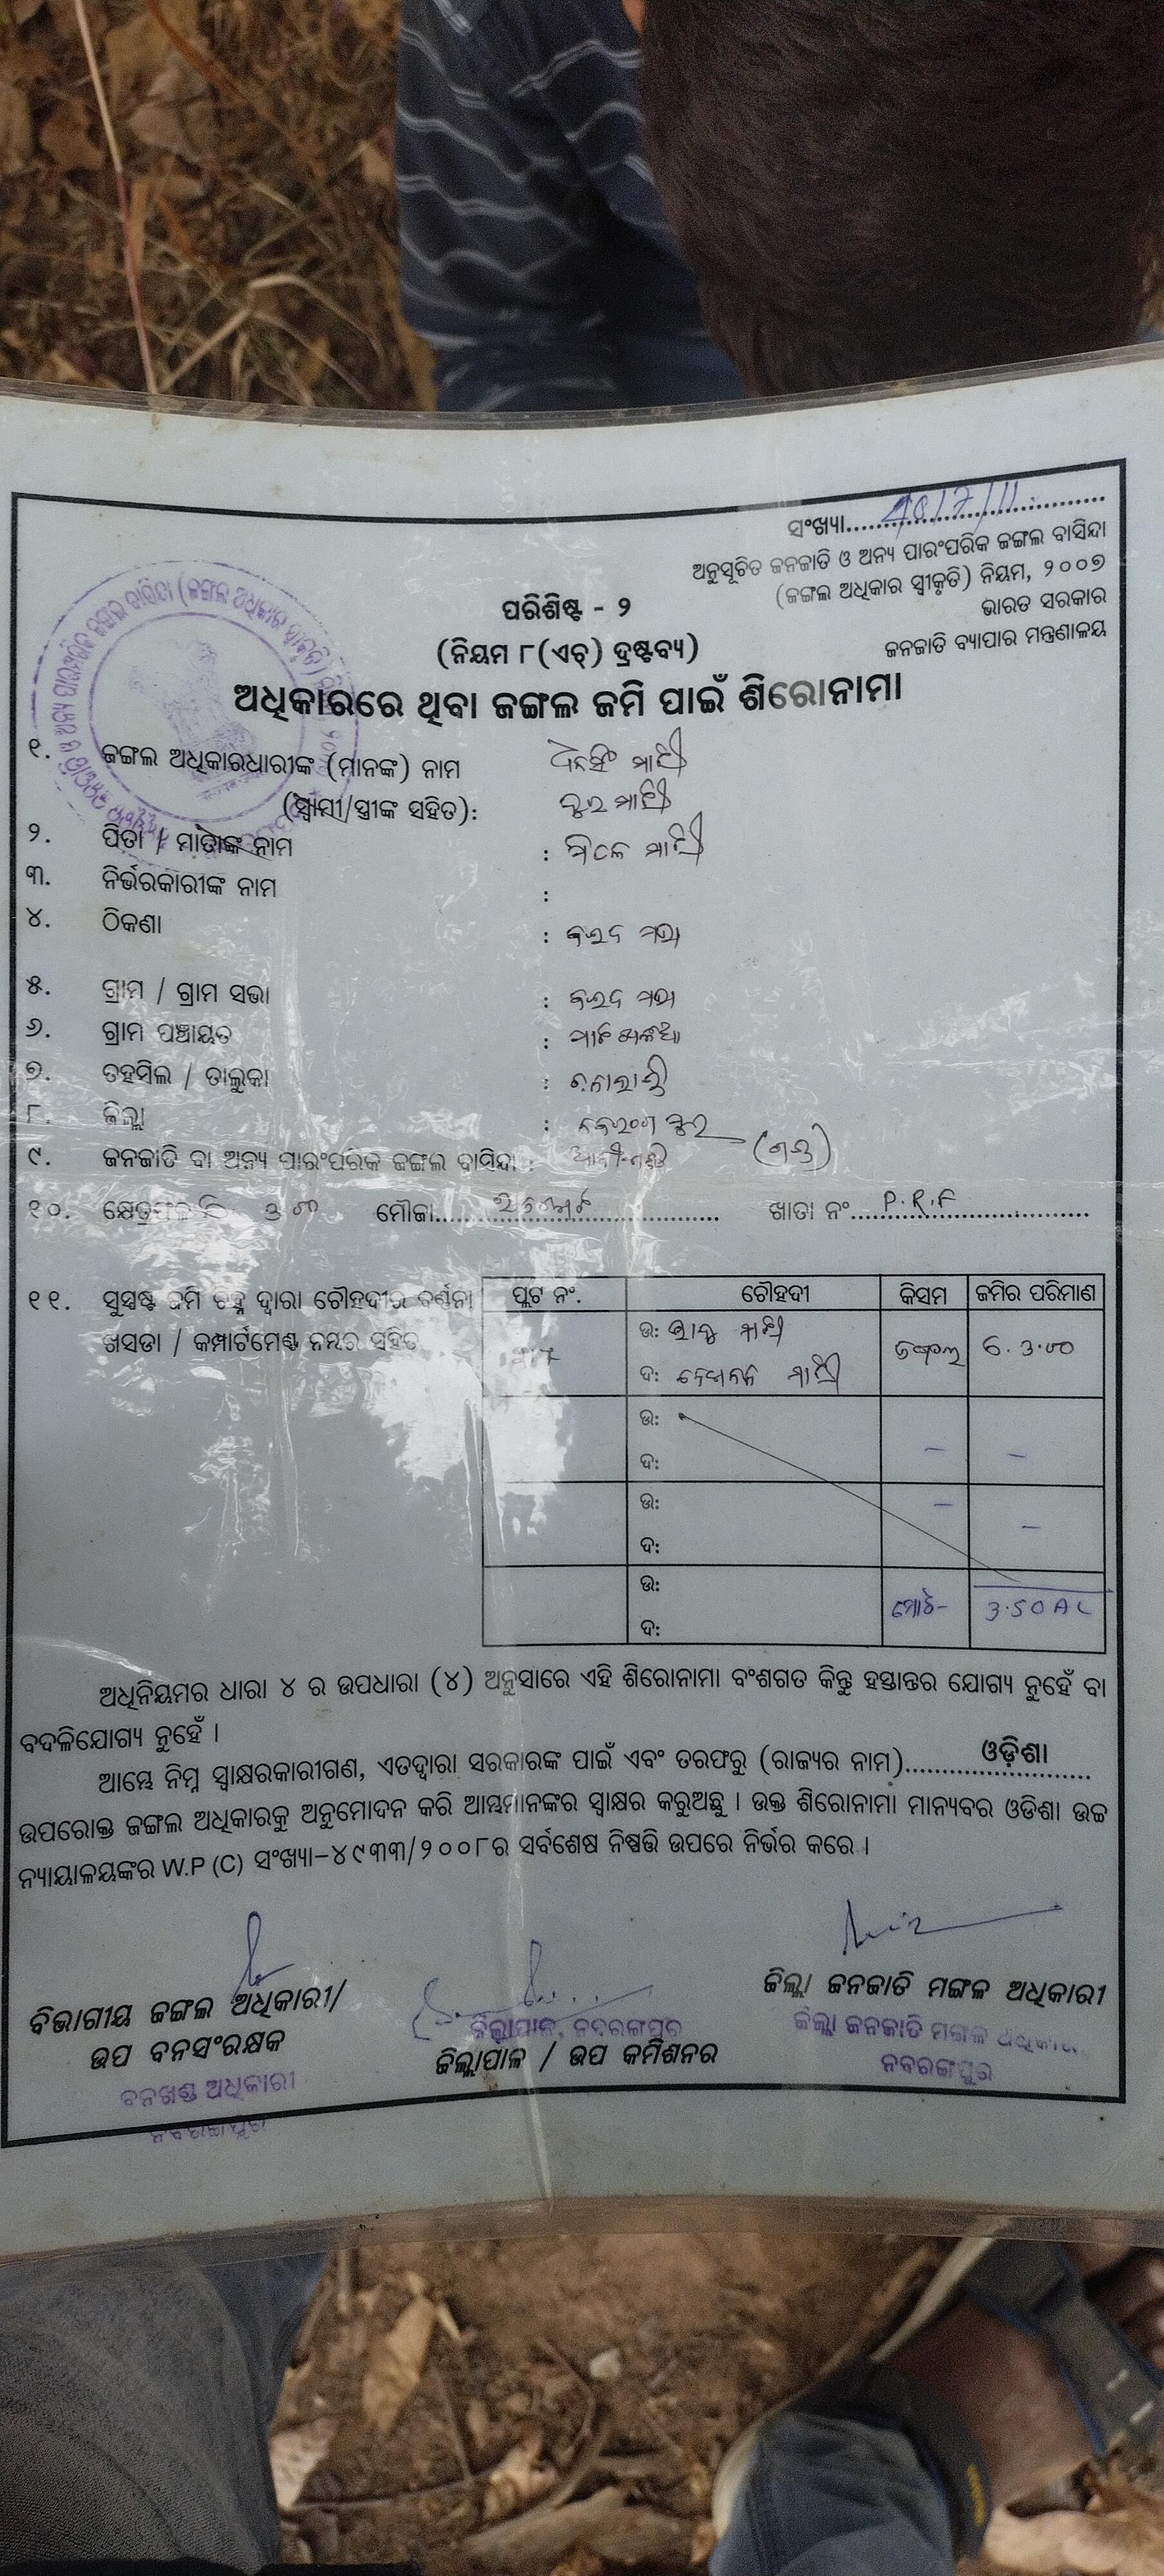 ସଂଖ୍ୟା
ଅନୁସୂଚିତ ଜନଜାତି ଓ ଅନ୍ୟ ପାରଂପରିକ ଜଙ୍ଗଲ ବାସିନ୍ଦା
(ଜଙ୍ଗଲ ଅଧିକାର ସ୍ୱୀକୃତି) ନିୟମ, ୨୦୦୭
ଭାରତ ସରକାର
ଜନଜାତି ବ୍ୟାପାର ମନ୍ତ୍ରଣାଳୟ
ପରିଶିଷ୍ଟ - ୨
(ନିୟମ ୮(ଏଚ୍) ଦ୍ରଷ୍ଟବ୍ୟ)
ଅଧିକାରରେ ଥିବା ଜଙ୍ଗଲ ଜମି ପାଇଁ ଶିରୋନାମା
୧. ଜଙ୍ଗଲ ଅଧିକାରଧାରୀଙ୍କ (ମାନଙ୍କ) ନାମ ଧନସିଂ ମାଝୀ
(ସ୍ୱାମୀ/ସ୍ତ୍ରୀଙ୍କ ସହିତ): ମାଝୀ
୨. ପିତା / ମାତାଙ୍କ ନାମ : ମାଝୀ
୩. ନିର୍ଭରକାରୀଙ୍କ ନାମ :
୪. ଠିକଣା :
୫. ଗ୍ରାମ / ଗ୍ରାମ ସଭା :
୬. ଗ୍ରାମ ପଞ୍ଚାୟତ :
୭. ତହସିଲ / ତାଲୁକା :
୮. ଜିଲ୍ଲା :
୯. ଜନଜାତି ବା ଅନ୍ୟ ପାରଂପରିକ ଜଙ୍ଗଲ ବାସିନ୍ଦା : (ଗଣ୍ଡ)
୧୦. କ୍ଷେତ୍ରଫଳ ମୌଜା ଖାତା ନଂ P.R.F
୧୧. ସୁସ୍ପଷ୍ଟ ଜମି ଚିହ୍ନ ଦ୍ୱାରା ଚୌହଦୀର ବର୍ଣ୍ଣନା
ଖସଡା / କମ୍ପାର୍ଟମେଣ୍ଟ ନମ୍ବର ସହିତ
ପ୍ଲଟ ନଂ. ଚୌହଦୀ କିସମ ଜମିର ପରିମାଣ
ଉ: ମାଝୀ ଜଙ୍ଗଲ
ଦ: ମାଝୀ
ଉ:
ଦ:
ଉ:
ଦ:
ଉ: ମୋଟ- 3.50 AC
ଦ:
ଅଧିନିୟମର ଧାରା ୪ ର ଉପଧାରା (୪) ଅନୁସାରେ ଏହି ଶିରୋନାମା ବଂଶଗତ କିନ୍ତୁ ହସ୍ତାନ୍ତର ଯୋଗ୍ୟ ନୁହେଁ ବା
ବଦଳିଯୋଗ୍ୟ ନୁହେଁ ।
ଆମ୍ଭେ ନିମ୍ନ ସ୍ୱାକ୍ଷରକାରୀଗଣ, ଏତଦ୍ୱାରା ସରକାରଙ୍କ ପାଇଁ ଏବଂ ତରଫରୁ (ରାଜ୍ୟର ନାମ) ଓଡ଼ିଶା
ଉପରୋକ୍ତ ଜଙ୍ଗଲ ଅଧିକାରକୁ ଅନୁମୋଦନ କରି ଆମ୍ଭମାନଙ୍କର ସ୍ୱାକ୍ଷର କରୁଅଛୁ । ଉକ୍ତ ଶିରୋନାମା ମାନ୍ୟବର ଓଡିଶା ଉଚ୍ଚ
ନ୍ୟାୟାଳୟଙ୍କର W.P (C) ସଂଖ୍ୟା-୪୯୩୩/୨୦୦୮ର ସର୍ବଶେଷ ନିଷ୍ପତ୍ତି ଉପରେ ନିର୍ଭର କରେ ।
ବିଭାଗୀୟ ଜଙ୍ଗଲ ଅଧିକାରୀ/
ଉପ ବନସଂରକ୍ଷକ
ବନଖଣ୍ଡ ଅଧିକାରୀ
ନବରଙ୍ଗପୁର
ଜିଲ୍ଲାପାଳ, ନବରଙ୍ଗପୁର
ଜିଲ୍ଲାପାଳ / ଉପ କମିଶନର
ଜିଲ୍ଲା ଜନଜାତି ମଙ୍ଗଳ ଅଧିକାରୀ
ଜିଲ୍ଲା ଜନଜାତି ମଙ୍ଗଳ ଅଧିକାରୀ
ନବରଙ୍ଗପୁର